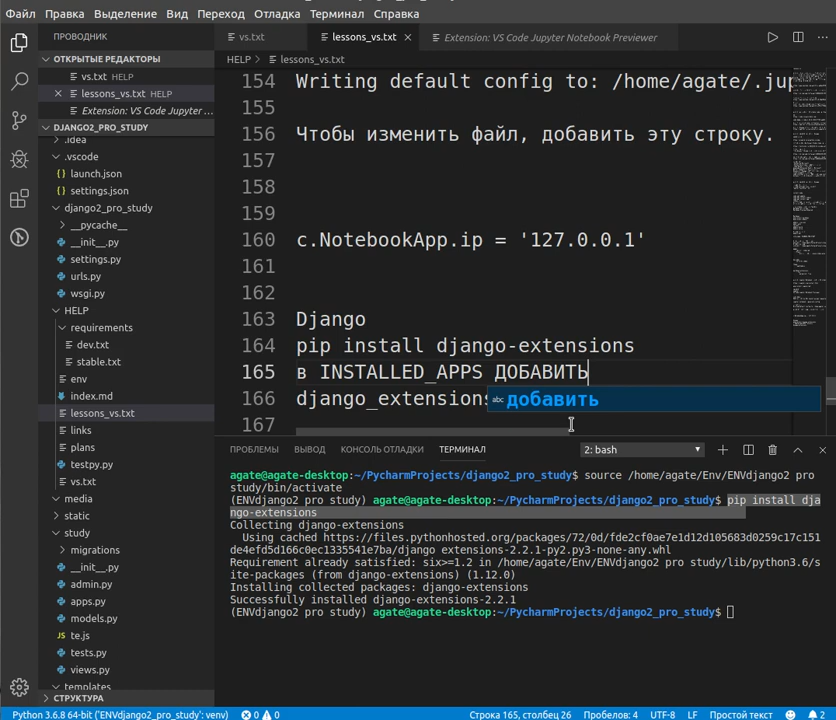 Файл Правка Выделение Вид Переход Отладка Терминал Справка
ПРОВОДНИК
vs.txt
lessons_vs.txt ×
Extension: VS Code Jupyter Notebook Previewer
ОТКРЫТЫЕ РЕДАКТОРЫ
vs.txt HELP
× lessons_vs.txt HELP
Extension: VS Code Jupyter ...
DJANGO2_PRO_STUDY
.idea
.vscode
launch.json
settings.json
django2_pro_study
__pycache__
__init__.py
settings.py
urls.py
wsgi.py
HELP
requirements
dev.txt
stable.txt
env
index.md
lessons_vs.txt
links
plans
testpy.py
vs.txt
media
static
study
migrations
__init__.py
admin.py
apps.py
models.py
te.js
tests.py
views.py
templates
СТРУКТУРА
HELP > lessons_vs.txt
154 Writing default config to: /home/agate/.jup
155
156 Чтобы изменить файл, добавить эту строку.
157
158
159
160 c.NotebookApp.ip = '127.0.0.1'
161
162
163 Django
164 pip install django-extensions
165 в INSTALLED_APPS ДОБАВИТЬ
166 django_extensions
abc добавить
167
ПРОБЛЕМЫ ВЫВОД КОНСОЛЬ ОТЛАДКИ ТЕРМИНАЛ 2: bash
agate@agate-desktop:~/PycharmProjects/django2_pro_study$ source /home/agate/Env/ENVdjango2 pro
study/bin/activate
(ENVdjango2 pro study) agate@agate-desktop:~/PycharmProjects/django2_pro_study$ pip install dja
ngo-extensions
Collecting django-extensions
Using cached https://files.pythonhosted.org/packages/72/0d/fde2cf0ae7e1d12d105683d0259c17c151
de4efd5d166c0ec1335541e7ba/django extensions-2.2.1-py2.py3-none-any.whl
Requirement already satisfied: six>=1.2 in /home/agate/Env/ENVdjango2 pro study/lib/python3.6/s
ite-packages (from django-extensions) (1.12.0)
Installing collected packages: django-extensions
Successfully installed django-extensions-2.2.1
(ENVdjango2 pro study) agate@agate-desktop:~/PycharmProjects/django2_pro_study$
Python 3.6.8 64-bit ('ENVdjango2_pro_study': venv) 0 0 Строка 165, столбец 26 Пробелов: 4 UTF-8 LF Простой текст 2